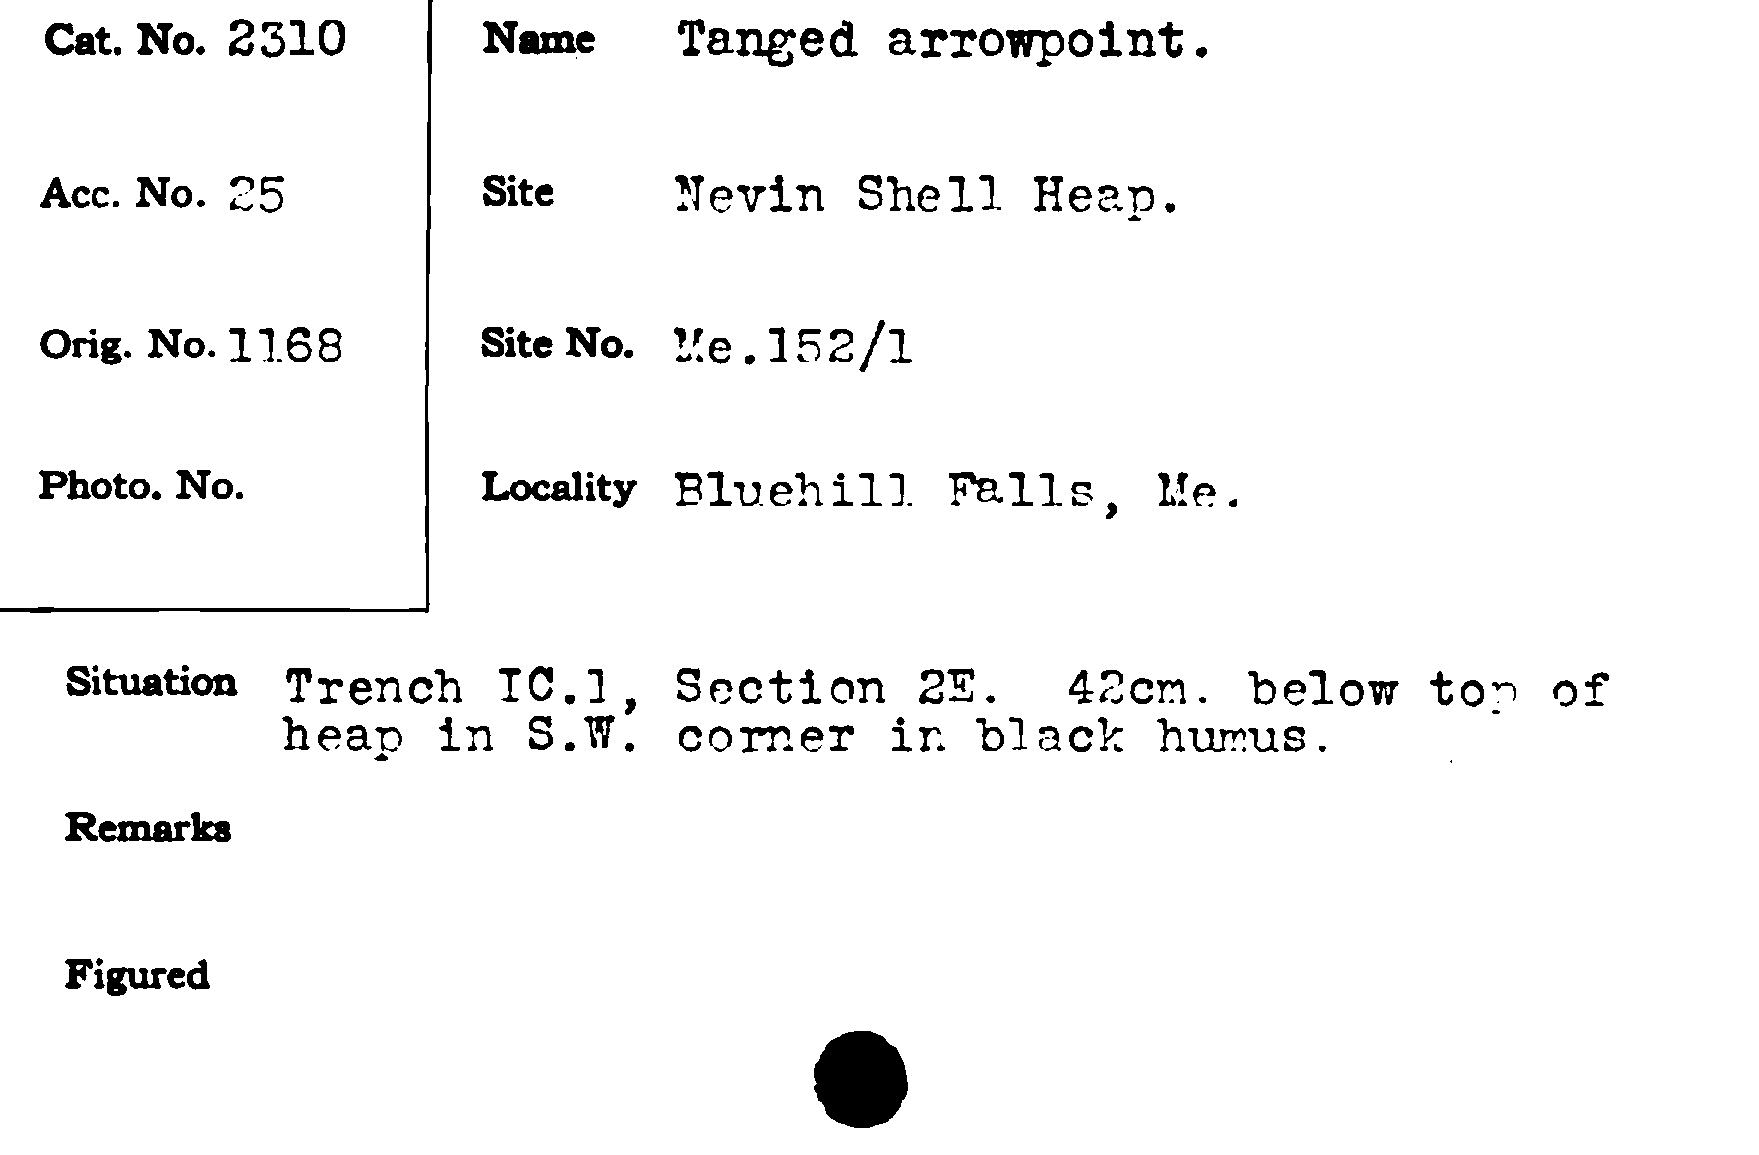 Cat. No. 2310
Name Tanged arrowpoint.
Acc. No. 25
Site Nevin Shell Heap.
Orig. No. 1168
Site No. Me.152/1
Photo. No.
Locality Bluehill Falls, Me.
Situation Trench IC.1, Section 2E. 42cm. below top of
heap in S.W. corner in black humus.
Remarks
Figured